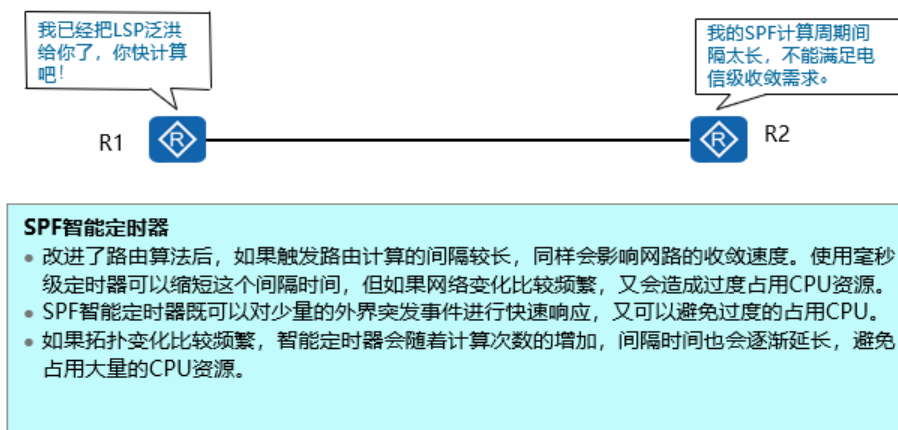 我已经把LSP泛洪
给你了，你快计算
吧！
我的SPF计算周期间
隔太长，不能满足电
信级收敛需求。
R1
R
R
R2
SPF智能定时器
• 改进了路由算法后，如果触发路由计算的间隔较长，同样会影响网路的收敛速度。使用毫秒
级定时器可以缩短这个间隔时间，但如果网络变化比较频繁，又会造成过度占用CPU资源。
• SPF智能定时器既可以对少量的外界突发事件进行快速响应，又可以避免过度的占用CPU。
• 如果拓扑变化比较频繁，智能定时器会随着计算次数的增加，间隔时间也会逐渐延长，避免
占用大量的CPU资源。